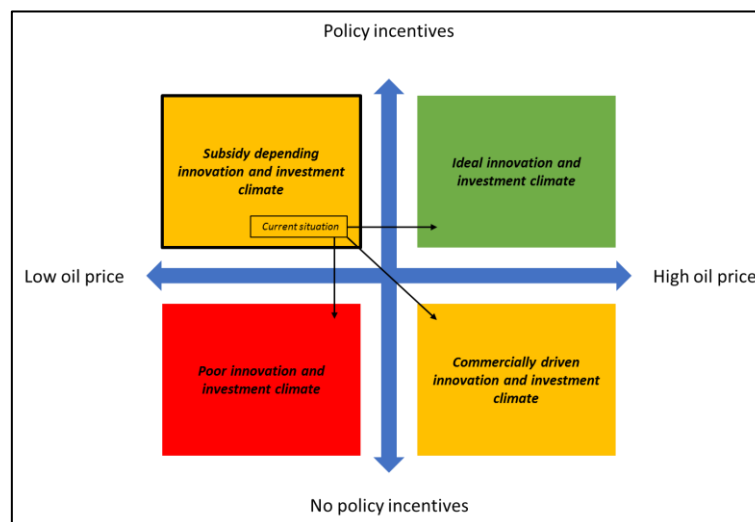 Policy incentives
Subsidy depending
innovation and investment
climate
Ideal innovation and
investment climate
Current situation
Low oil price
High oil price
Poor innovation and
investment climate
Commercially driven
innovation and investment
climate
No policy incentives